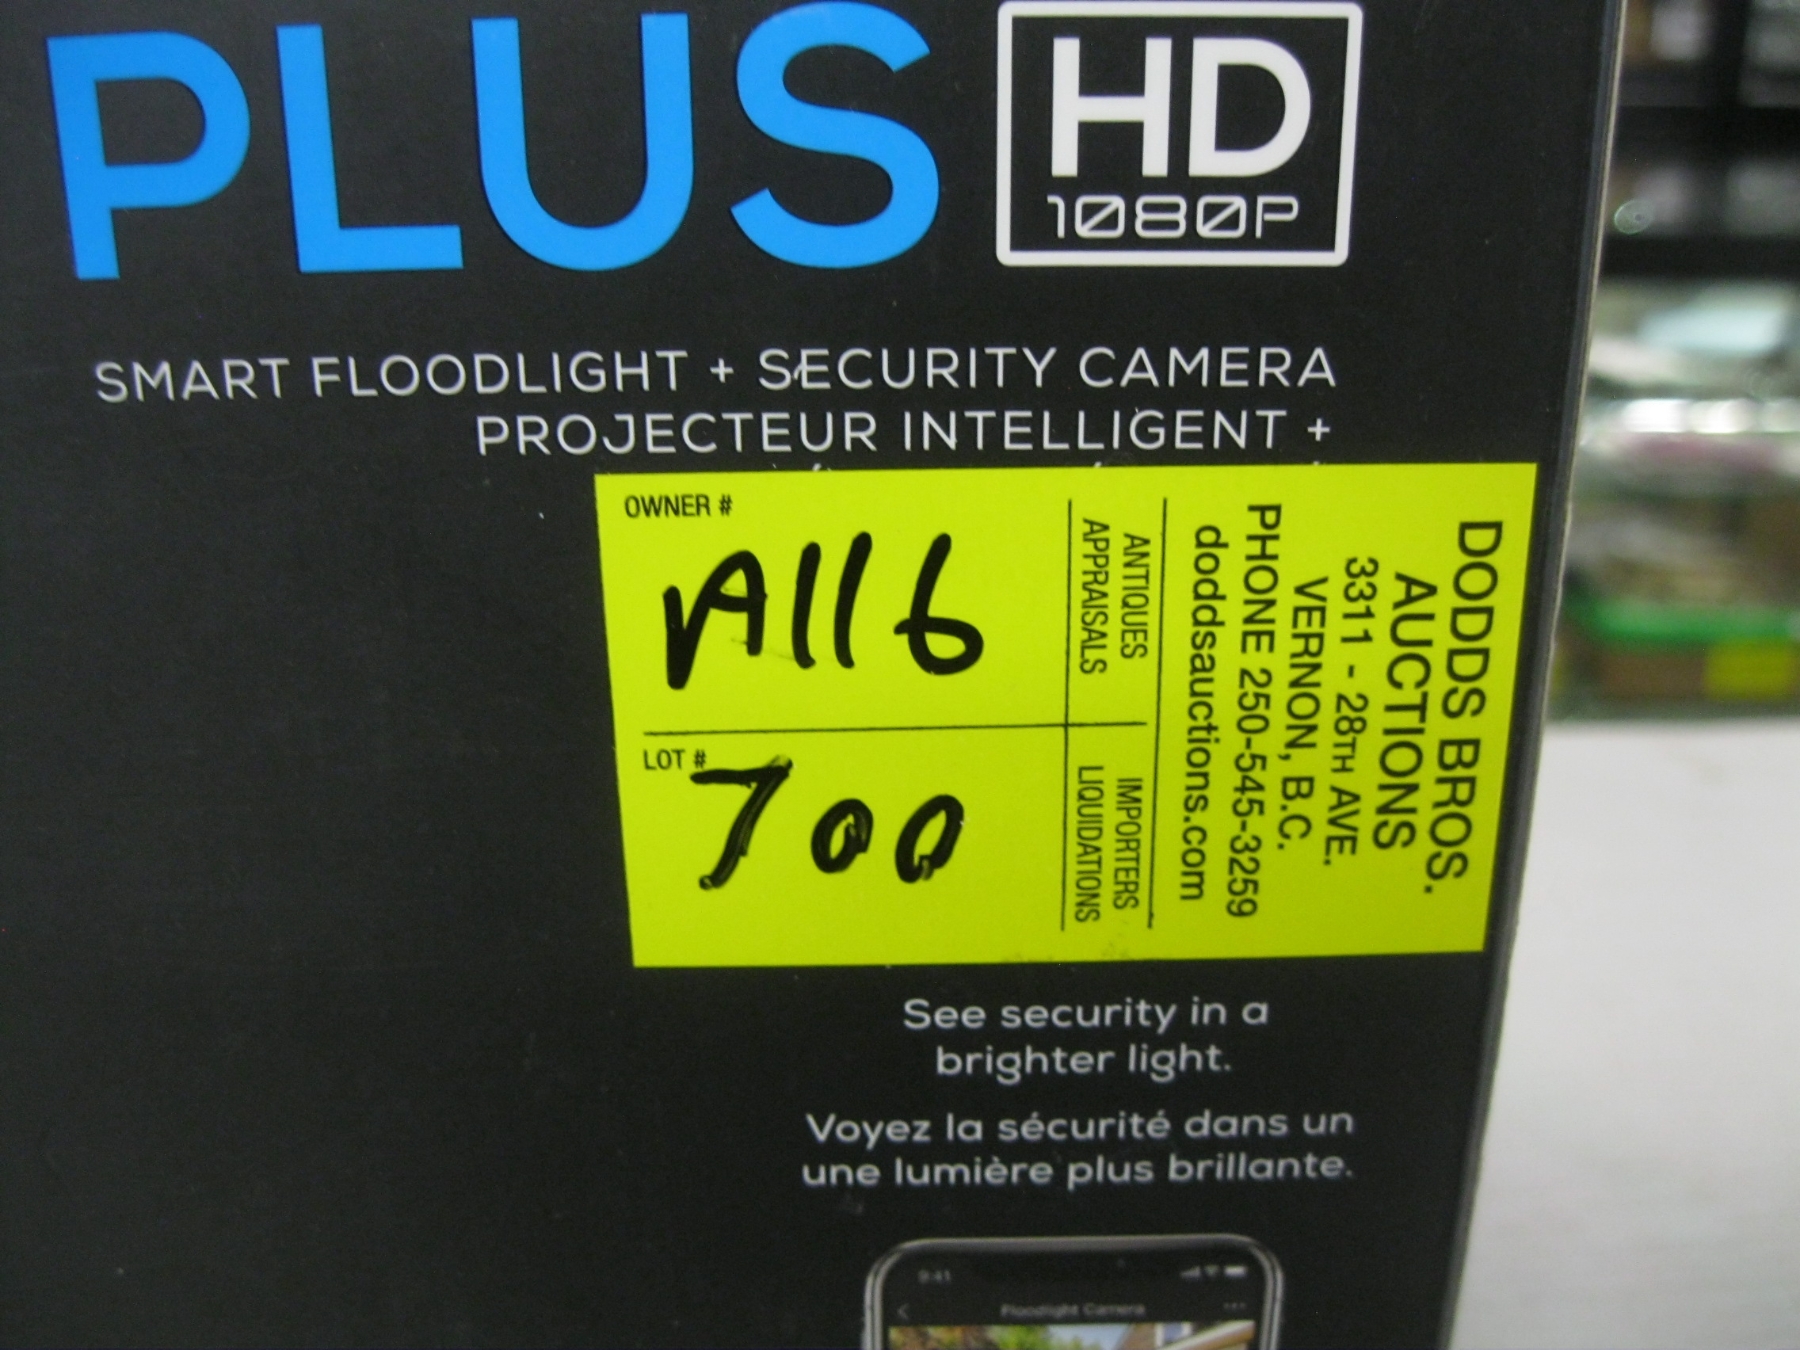 PLUS
HD
1080P
SMART FLOODLIGHT + SECURITY CAMERA
PROJECTEUR INTELLIGENT +
OWNER #
A116
LOT #
700
ANTIQUES
APPRAISALS
IMPORTERS
LIQUIDATIONS
DODDS BROS.
AUCTIONS
3311 - 28TH AVE.
VERNON, B.C.
PHONE 250-545-3259
doddsauctions.com
See security in a
brighter light.
Voyez la sécurité dans un
une lumière plus brillante.
9:41
Floodlight Camera